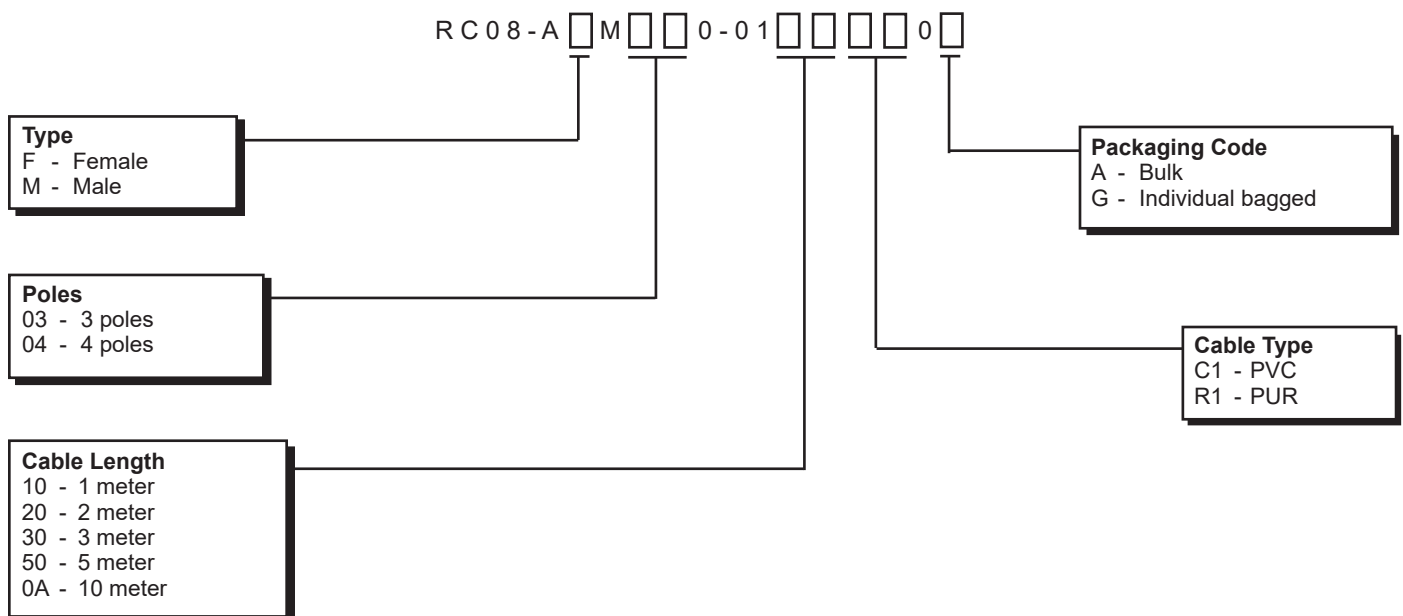 RC08-A□M□□0-01□□□□0□
Type
F - Female
M - Male
Packaging Code
A - Bulk
G - Individual bagged
Poles
03 - 3 poles
04 - 4 poles
Cable Type
C1 - PVC
R1 - PUR
Cable Length
10 - 1 meter
20 - 2 meter
30 - 3 meter
50 - 5 meter
0A - 10 meter